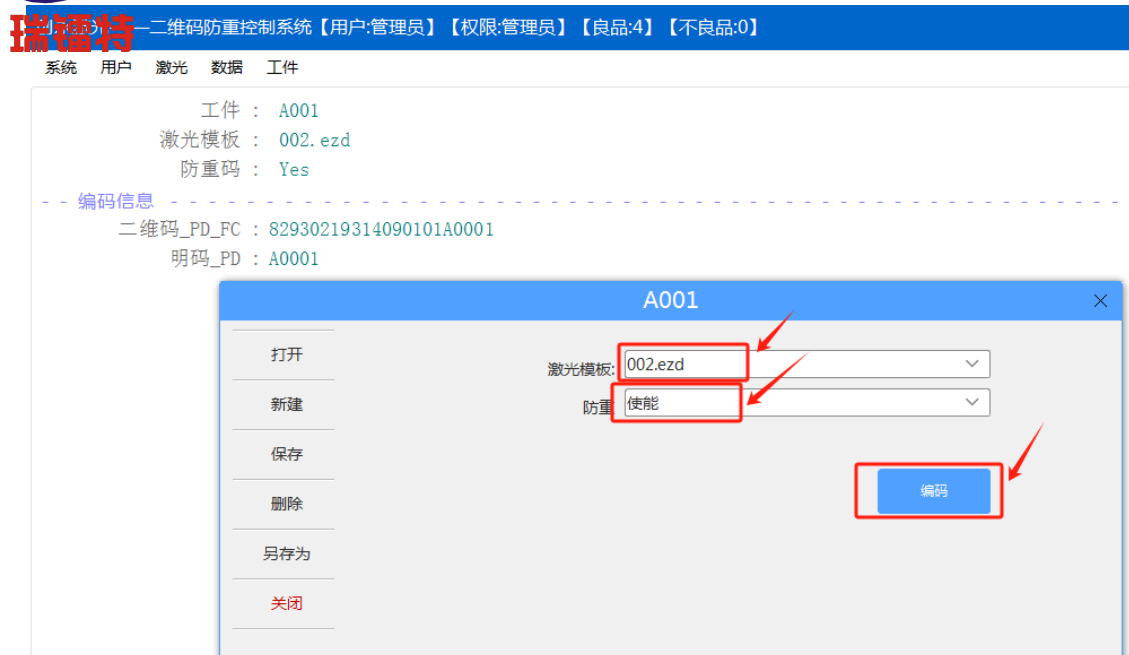 瑞镭特
—二维码防重控制系统【用户:管理员】【权限:管理员】【良品:4】【不良品:0】
系统 用户 激光 数据 工件
工件 : A001
激光模板 : 002.ezd
防重码 : Yes
- - 编码信息 - - - - - - - - - - - - - - - - - - - - - - - - - - - - - - - - - - - - - - - - - - - - - -
二维码_PD_FC : 82930219314090101A0001
明码_PD : A0001
A001
打开
新建
保存
删除
另存为
关闭
激光模板: 002.ezd
防重 使能
编码